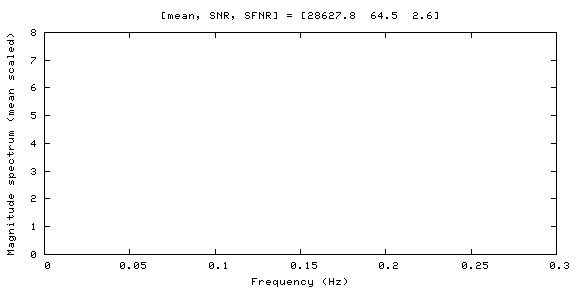 [mean, SNR, SFNR] = [28627.8  64.5  2.6]
Magnitude spectrum (mean scaled)
8
7
6
5
4
3
2
1
0
0 0.05 0.1 0.15 0.2 0.25 0.3
Frequency (Hz)